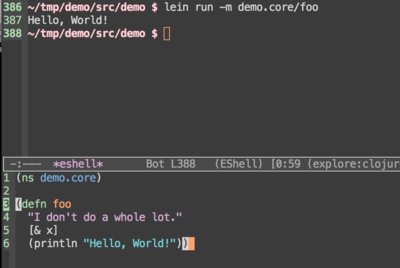 386 ~/tmp/demo/src/demo $ lein run -m demo.core/foo
387 Hello, World!
388 ~/tmp/demo/src/demo $
-:--- *eshell* Bot L388 (EShell) [0:59 (explore:clojur
1 (ns demo.core)
2
3 (defn foo
4 "I don't do a whole lot."
5 [& x]
6 (println "Hello, World!"))